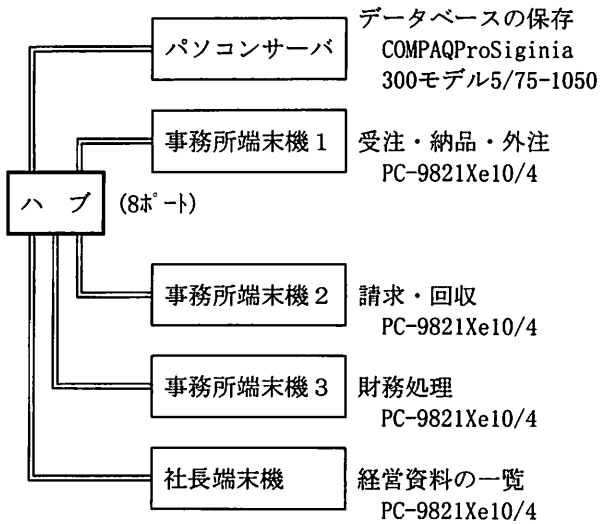 データベースの保存
パソコンサーバ
COMPAQProSiginia
300モデル5/75-1050
事務所端末機1
受注・納品・外注
PC-9821Xe10/4
ハ ブ
(8ポート)
事務所端末機2
請求・回収
PC-9821Xe10/4
事務所端末機3
財務処理
PC-9821Xe10/4
社長端末機
経営資料の一覧
PC-9821Xe10/4